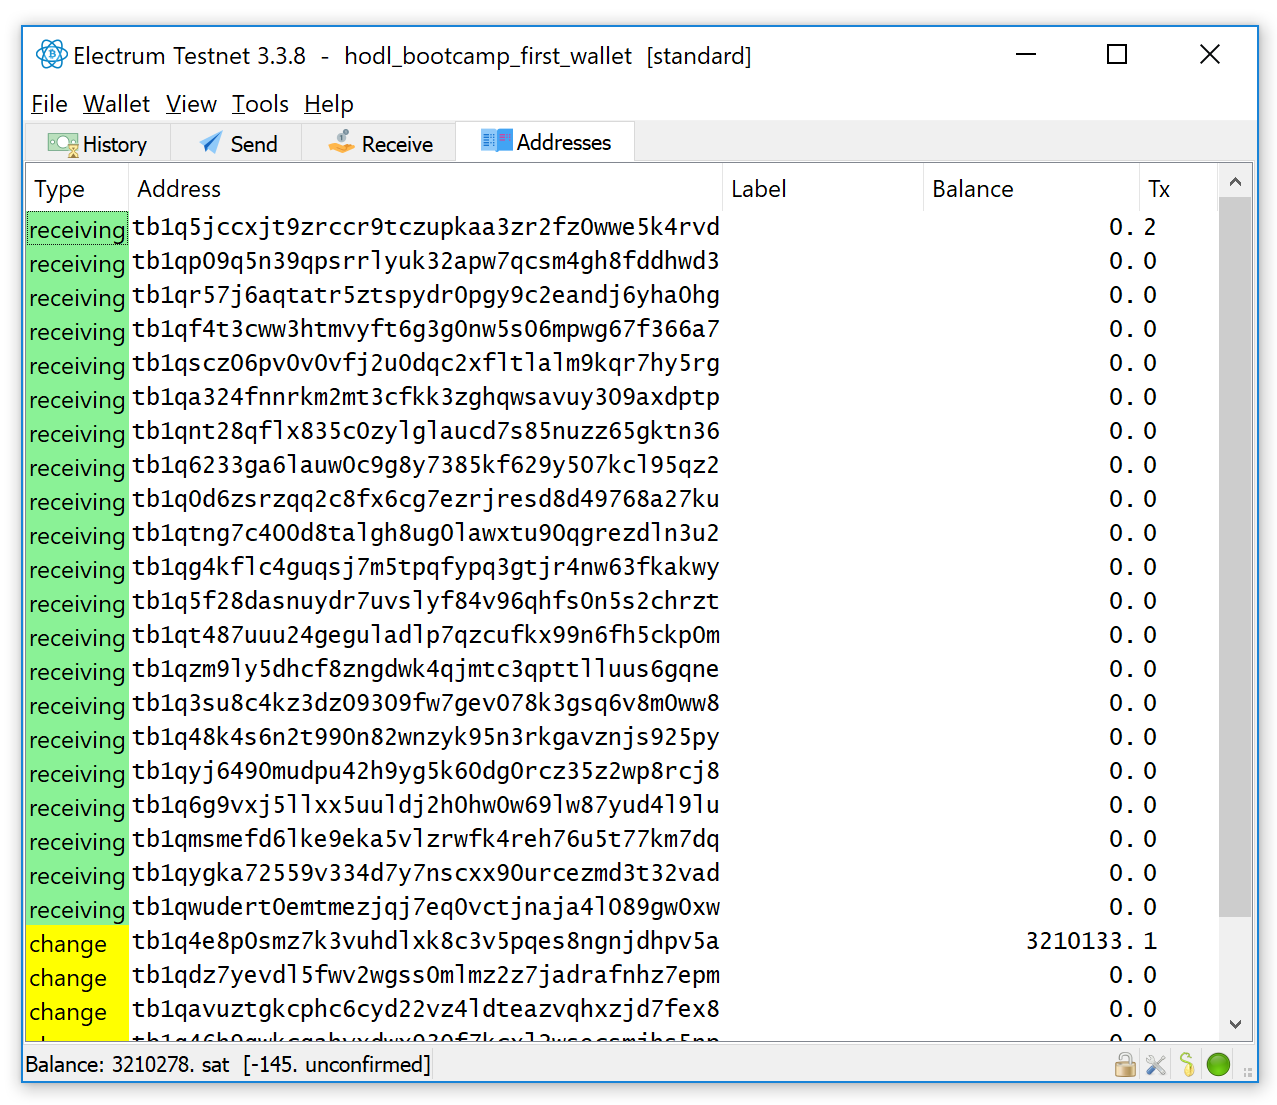 Electrum Testnet 3.3.8 - hodl_bootcamp_first_wallet [standard]
File Wallet View Tools Help
History Send Receive Addresses
Type Address Label Balance Tx
receiving tb1q5jccxjt9zrccr9tczupkaa3zr2fz0wwe5k4rvd 0. 2
receiving tb1qp09q5n39qpsrrlyuk32apw7qcsm4gh8fddhwd3 0. 0
receiving tb1qr57j6aqtatr5ztspydr0pgy9c2eandj6yha0hg 0. 0
receiving tb1qf4t3cww3htmvyft6g3g0nw5s06mpwg67f366a7 0. 0
receiving tb1qscz06pv0v0vfj2u0dqc2xfltlalm9kqr7hy5rg 0. 0
receiving tb1qa324fnnrkm2mt3cfkk3zghqwsavuy309axdptp 0. 0
receiving tb1qnt28qflx835c0zylglaucd7s85nuzz65gktn36 0. 0
receiving tb1q6233ga6lauw0c9g8y7385kf629y507kcl95qz2 0. 0
receiving tb1q0d6zsrzqq2c8fx6cg7ezrjresd8d49768a27ku 0. 0
receiving tb1qtng7c400d8talgh8ug0lawxtu90qgrezdln3u2 0. 0
receiving tb1qg4kflc4guqsj7m5tpqfypq3gtjr4nw63fkakwy 0. 0
receiving tb1q5f28dasnuydr7uvslyf84v96qhfs0n5s2chrzt 0. 0
receiving tb1qt487uuu24geguladlp7qzcufkx99n6fh5ckp0m 0. 0
receiving tb1qzm9ly5dhcf8zngdwk4qjmtc3qpttlluus6gqne 0. 0
receiving tb1q3su8c4kz3dz09309fw7gev078k3gsq6v8m0ww8 0. 0
receiving tb1q48k4s6n2t990n82wnzyk95n3rkgavznjs925py 0. 0
receiving tb1qyj6490mudpu42h9yg5k60dg0rcz35z2wp8rcj8 0. 0
receiving tb1q6g9vxj5llxx5uuldj2h0hw0w69lw87yud4l9lu 0. 0
receiving tb1qmsmefd6lke9eka5vlzrwfk4reh76u5t77km7dq 0. 0
receiving tb1qygka72559v334d7y7nscxx90urcezmd3t32vad 0. 0
receiving tb1qwudert0emtmezjqj7eq0vctjnaja4l089gw0xw 0. 0
change tb1q4e8p0smz7k3vuhdlxk8c3v5pqes8ngnjdhpv5a 3210133. 1
change tb1qdz7yevdl5fwv2wgss0mlmz2z7jadrafnhz7epm 0. 0
change tb1qavuztgkcphc6cyd22vz4ldteazvqhxzjd7fex8 0. 0
Balance: 3210278. sat [-145. unconfirmed]